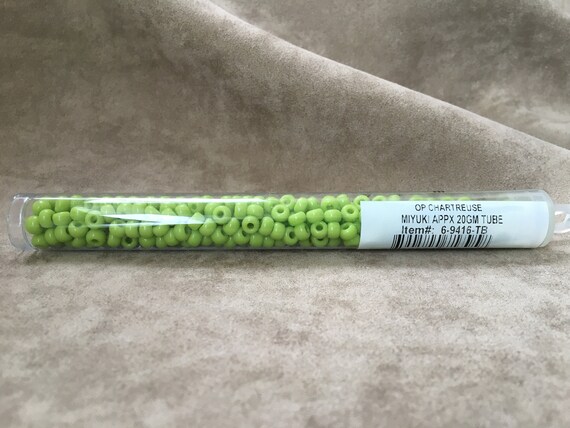 OP CHARTREUSE
MIYUKI APPX 20GM TUBE
Item#: 6-9416-TB